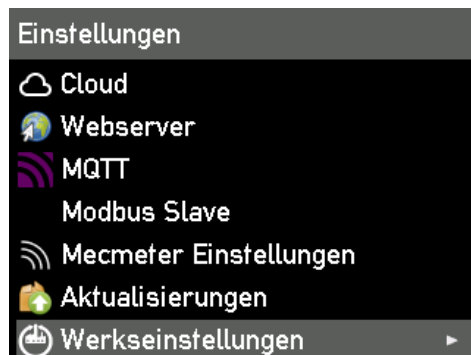 Einstellungen
Cloud
Webserver
MQTT
Modbus Slave
Mecmeter Einstellungen
Aktualisierungen
Werkseinstellungen